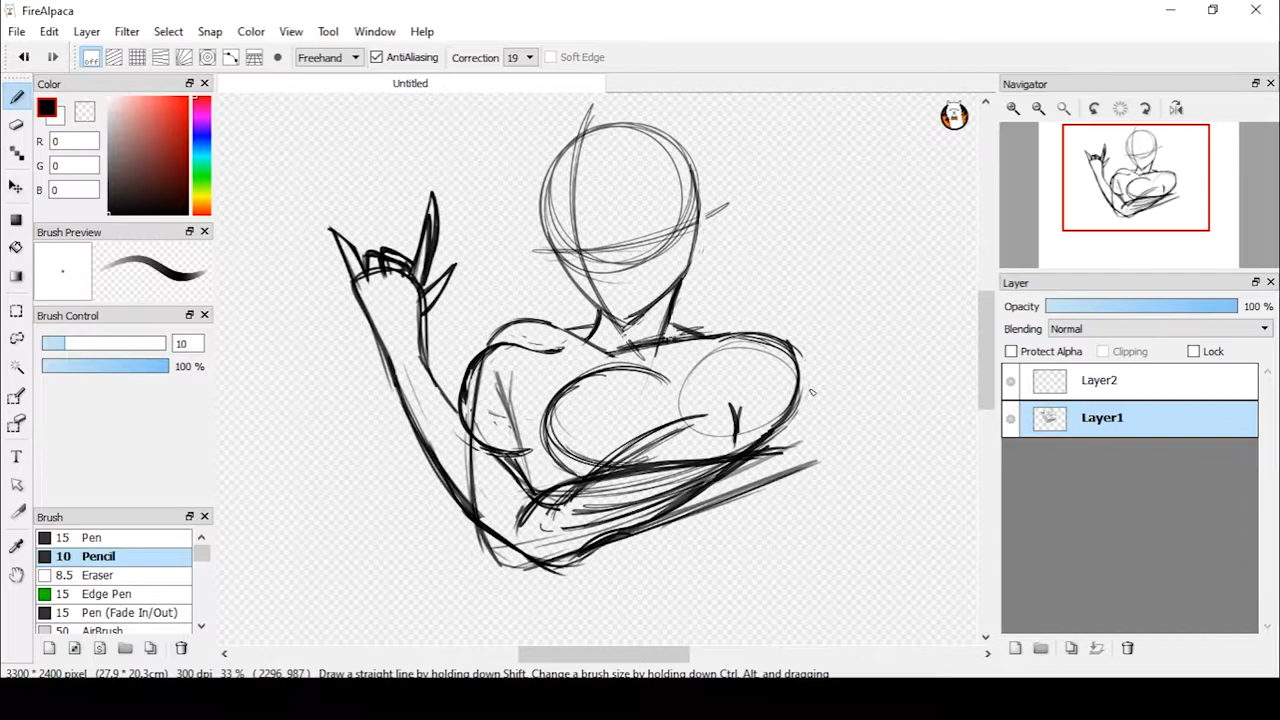 FireAlpaca
File Edit Layer Filter Select Snap Color View Tool Window Help
off Freehand AntiAliasing Correction 19 Soft Edge
Untitled
Color
R 0
G 0
B 0
Brush Preview
Brush Control
10
100 %
Brush
15 Pen
10 Pencil
8.5 Eraser
15 Edge Pen
15 Pen (Fade In/Out)
50 AirBrush
Navigator
Layer
Opacity 100 %
Blending Normal
Protect Alpha Clipping Lock
Layer2
Layer1
3300 * 2400 pixel (27.9 * 20.3cm) 300 dpi 33 % ( 2296, 987 ) Draw a straight line by holding down Shift. Change a brush size by holding down Ctrl, Alt, and dragging